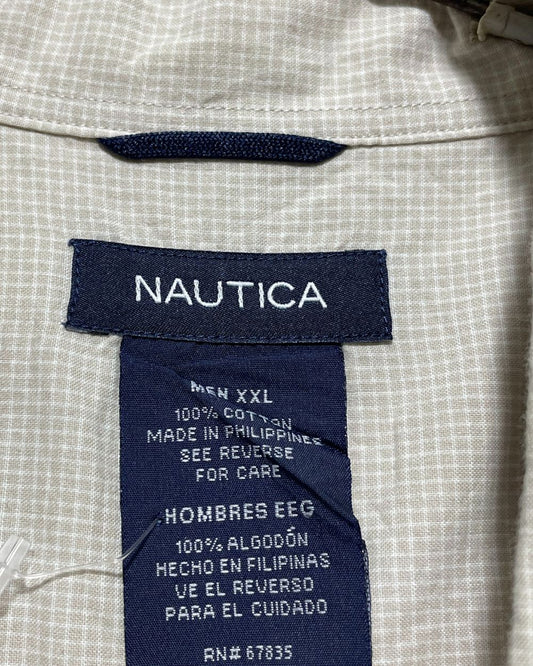 NAUTICA
MEN XXL
100% COTTON
MADE IN PHILIPPINES
SEE REVERSE
FOR CARE
HOMBRES EEG
100% ALGODÓN
HECHO EN FILIPINAS
VE EL REVERSO
PARA EL CUIDADO
RN# 67835